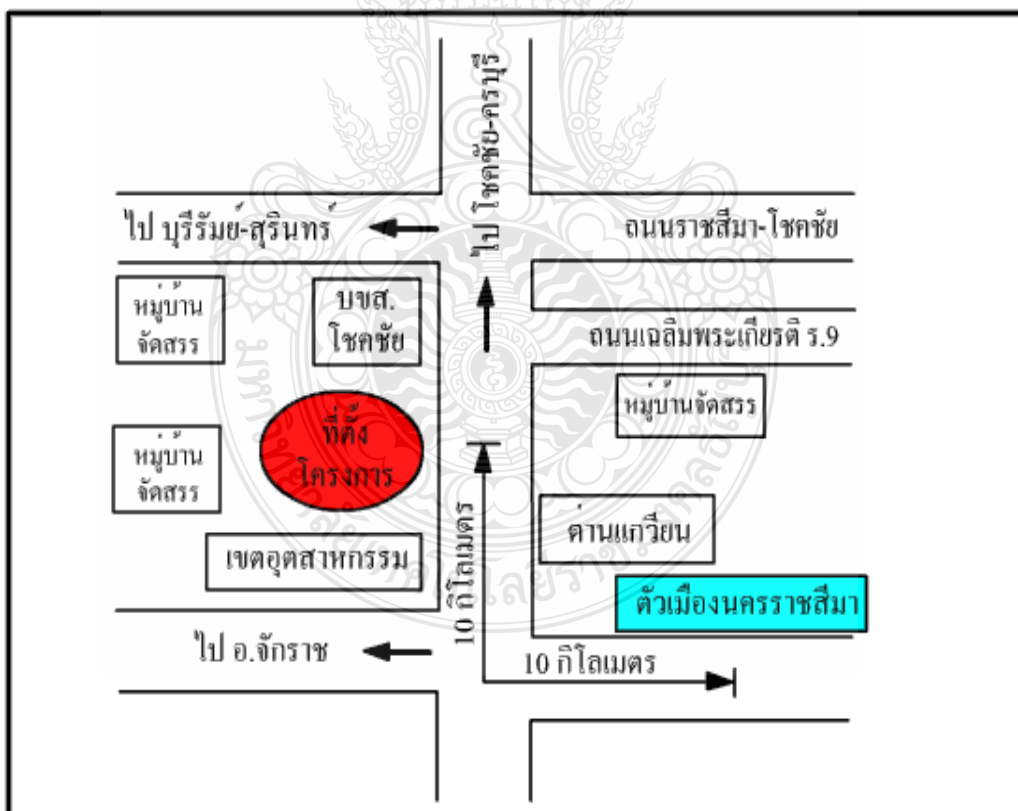 ไป โชคชัย-ครบุรี
ไป บุรีรัมย์-สุรินทร์
ถนนราชสีมา-โชคชัย
หมู่บ้าน
จัดสรร
บขส.
โชคชัย
ถนนเฉลิมพระเกียรติ ร.9
หมู่บ้านจัดสรร
ที่ตั้ง
โครงการ
หมู่บ้าน
จัดสรร
ด่านแกวียน
เขตอุตสาหกรรม
10 กิโลเมตร
ตัวเมืองนครราชสีมา
ไป อ.จักราช
10 กิโลเมตร